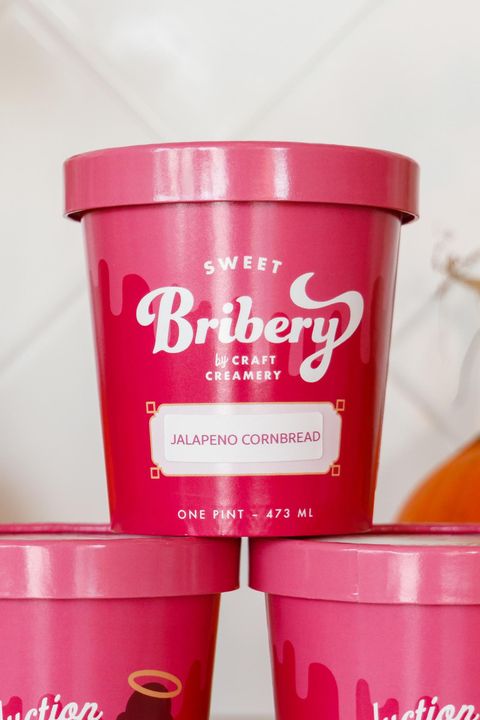 SWEET
Bribery
by CRAFT
CREAMERY
JALAPENO CORNBREAD
ONE PINT – 473 ML